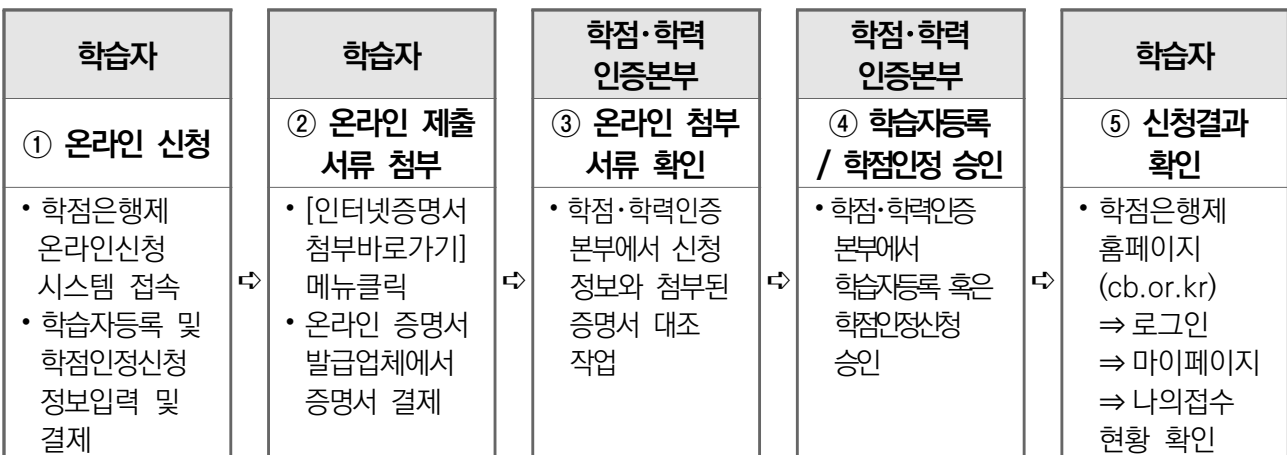 학습자
① 온라인 신청
• 학점은행제
온라인신청
시스템 접속
• 학습자등록 및
학점인정신청
정보입력 및
결제
➪
학습자
② 온라인 제출
서류 첨부
• [인터넷증명서
첨부바로가기]
메뉴클릭
• 온라인 증명서
발급업체에서
증명서 결제
➪
학점·학력
인증본부
③ 온라인 첨부
서류 확인
• 학점·학력인증
본부에서 신청
정보와 첨부된
증명서 대조
작업
➪
학점·학력
인증본부
④ 학습자등록
/ 학점인정 승인
• 학점·학력인증
본부에서
학습자등록 혹은
학점인정신청
승인
➪
학습자
⑤ 신청결과
확인
• 학점은행제
홈페이지
(cb.or.kr)
⇒ 로그인
⇒ 마이페이지
⇒ 나의접수
현황 확인